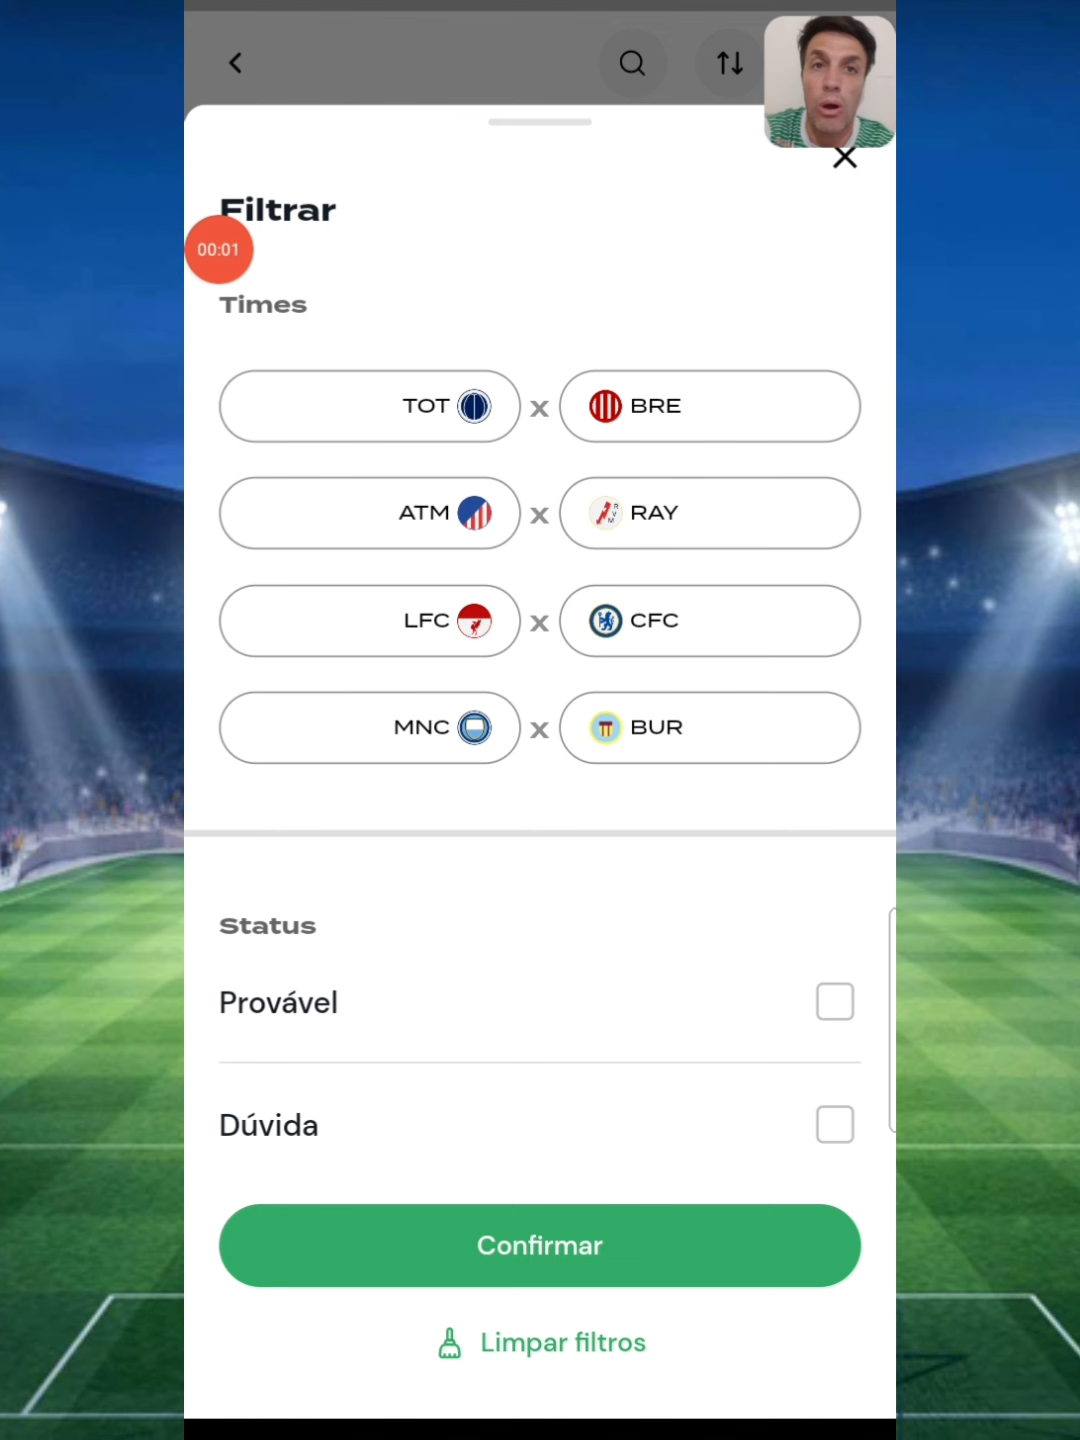 Filtrar
00:01
Times
TOT x BRE
ATM x RAY
LFC x CFC
MNC x BUR
Status
Provável
Dúvida
Confirmar
Limpar filtros